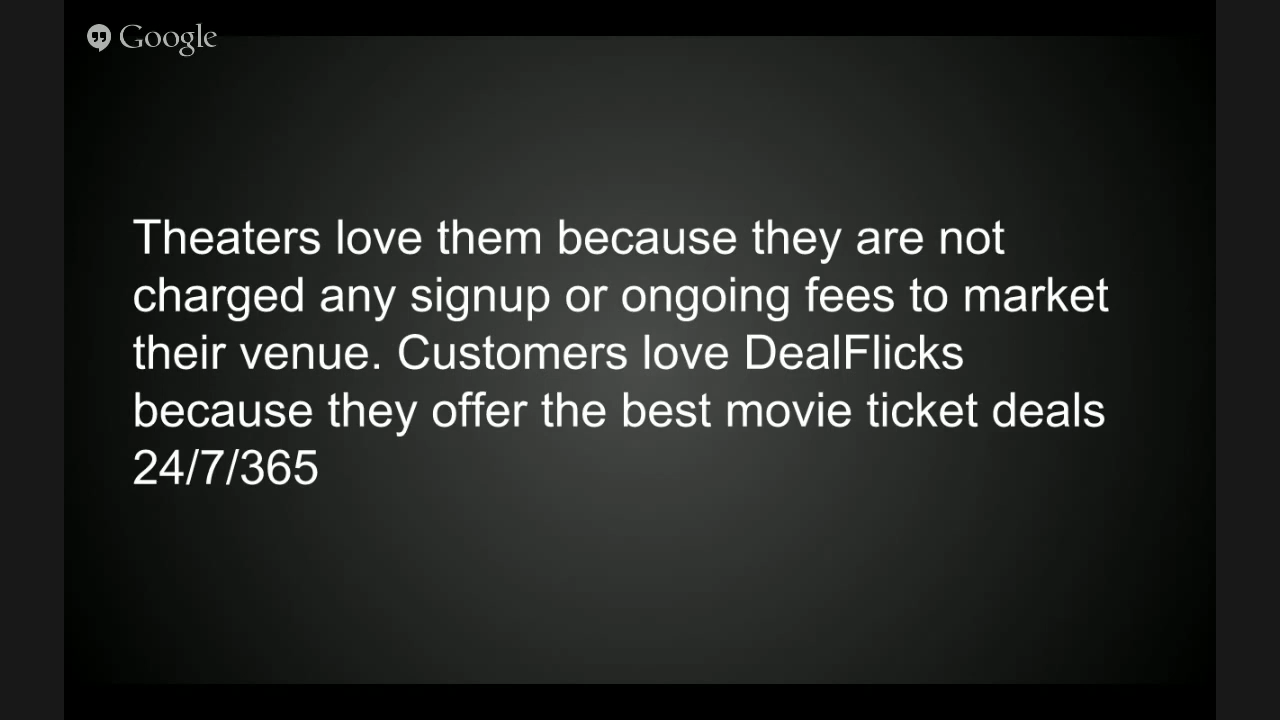 Google
Theaters love them because they are not
charged any signup or ongoing fees to market
their venue. Customers love DealFlicks
because they offer the best movie ticket deals
24/7/365